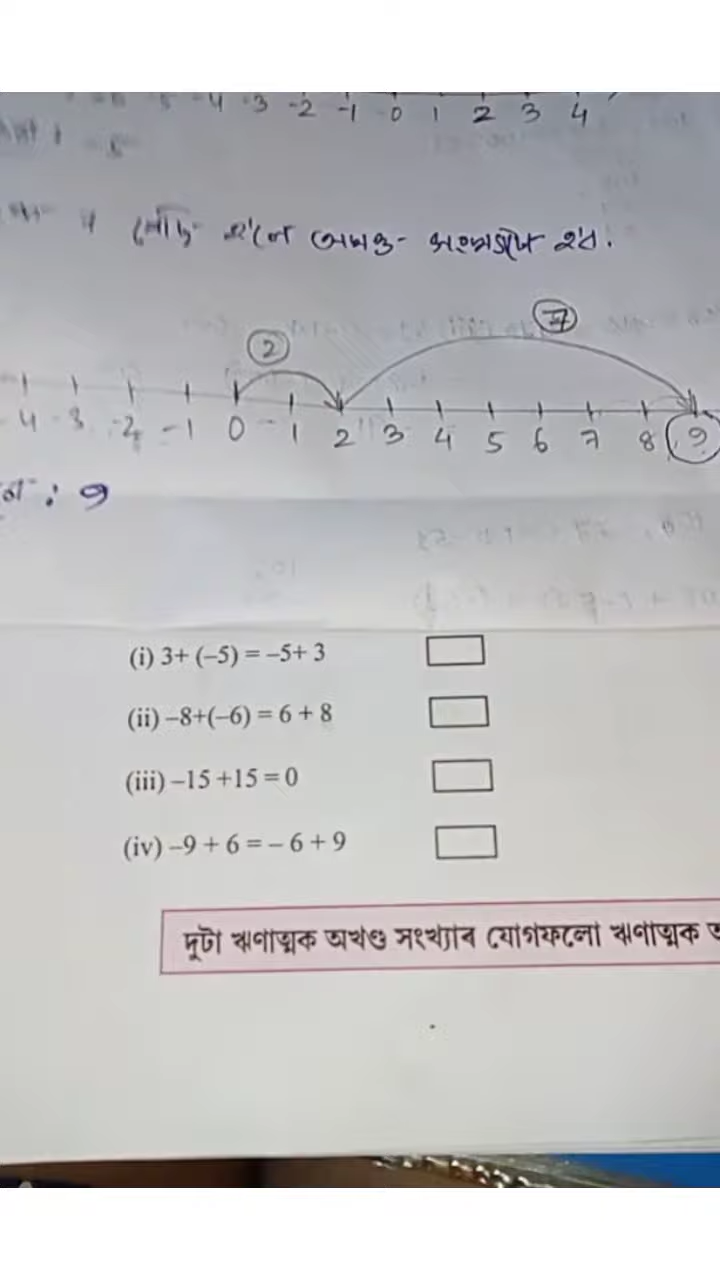 -4 -3 -2 -1 0 1 2 3 4
হ'লে অখণ্ড- সংখ্যাটো হ'ব.
2 7
-4 -3 -2 -1 0 1 2 3 4 5 6 7 8 9
: 9
(i) 3+ (–5) = –5+ 3
(ii) –8+(–6) = 6 + 8
(iii) –15 +15 = 0
(iv) –9 + 6 = – 6 + 9
দুটা ঋণাত্মক অখণ্ড সংখ্যাৰ যোগফলো ঋণাত্মক